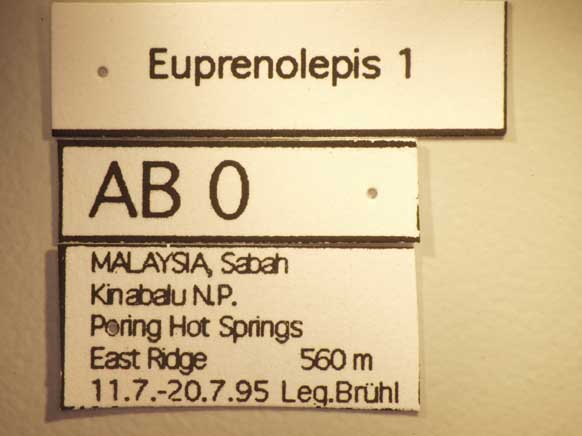 Euprenolepis 1
AB 0
MALAYSIA, Sabah
Kinabalu N.P.
Poring Hot Springs
East Ridge 560 m
11.7.-20.7.95 Leg.Brühl